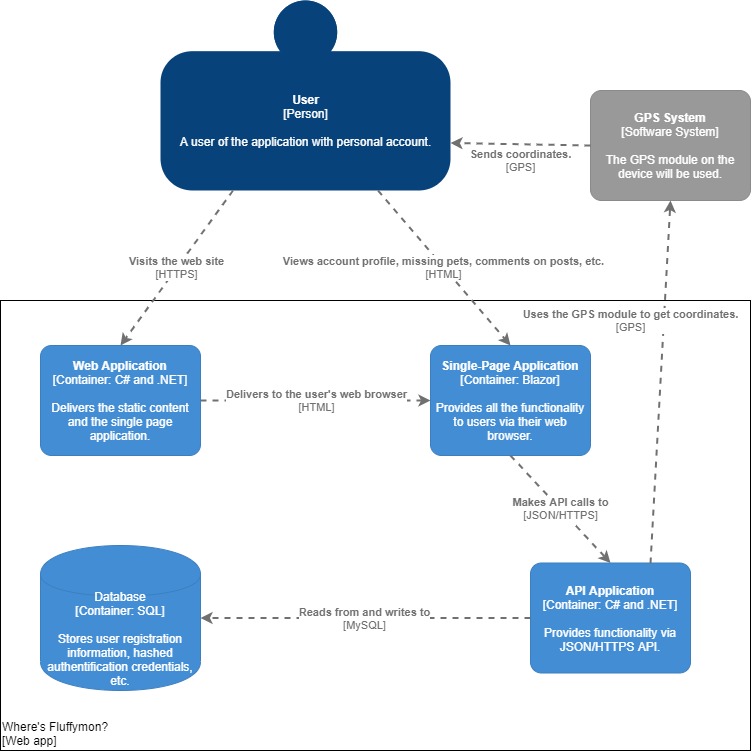 User
[Person]
A user of the application with personal account.
GPS System
[Software System]
The GPS module on the
device will be used.
Sends coordinates.
[GPS]
Visits the web site
[HTTPS]
Views account profile, missing pets, comments on posts, etc.
[HTML]
Uses the GPS module to get coordinates.
[GPS]
Web Application
[Container: C# and .NET]
Delivers the static content
and the single page
application.
Delivers to the user's web browser
[HTML]
Single-Page Application
[Container: Blazor]
Provides all the functionality
to users via their web
browser.
Makes API calls to
[JSON/HTTPS]
Database
[Container: SQL]
Stores user registration
information, hashed
authentification credentials,
etc.
Reads from and writes to
[MySQL]
API Application
[Container: C# and .NET]
Provides functionality via
JSON/HTTPS API.
Where's Fluffymon?
[Web app]